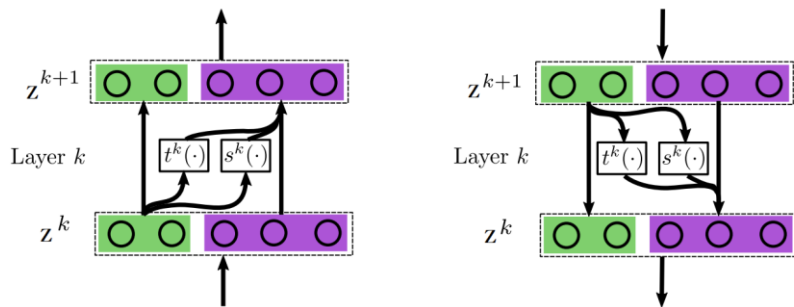 z^{k+1}
t^k(·) s^k(·)
Layer k
z^k
z^{k+1}
t^k(·) s^k(·)
Layer k
z^k